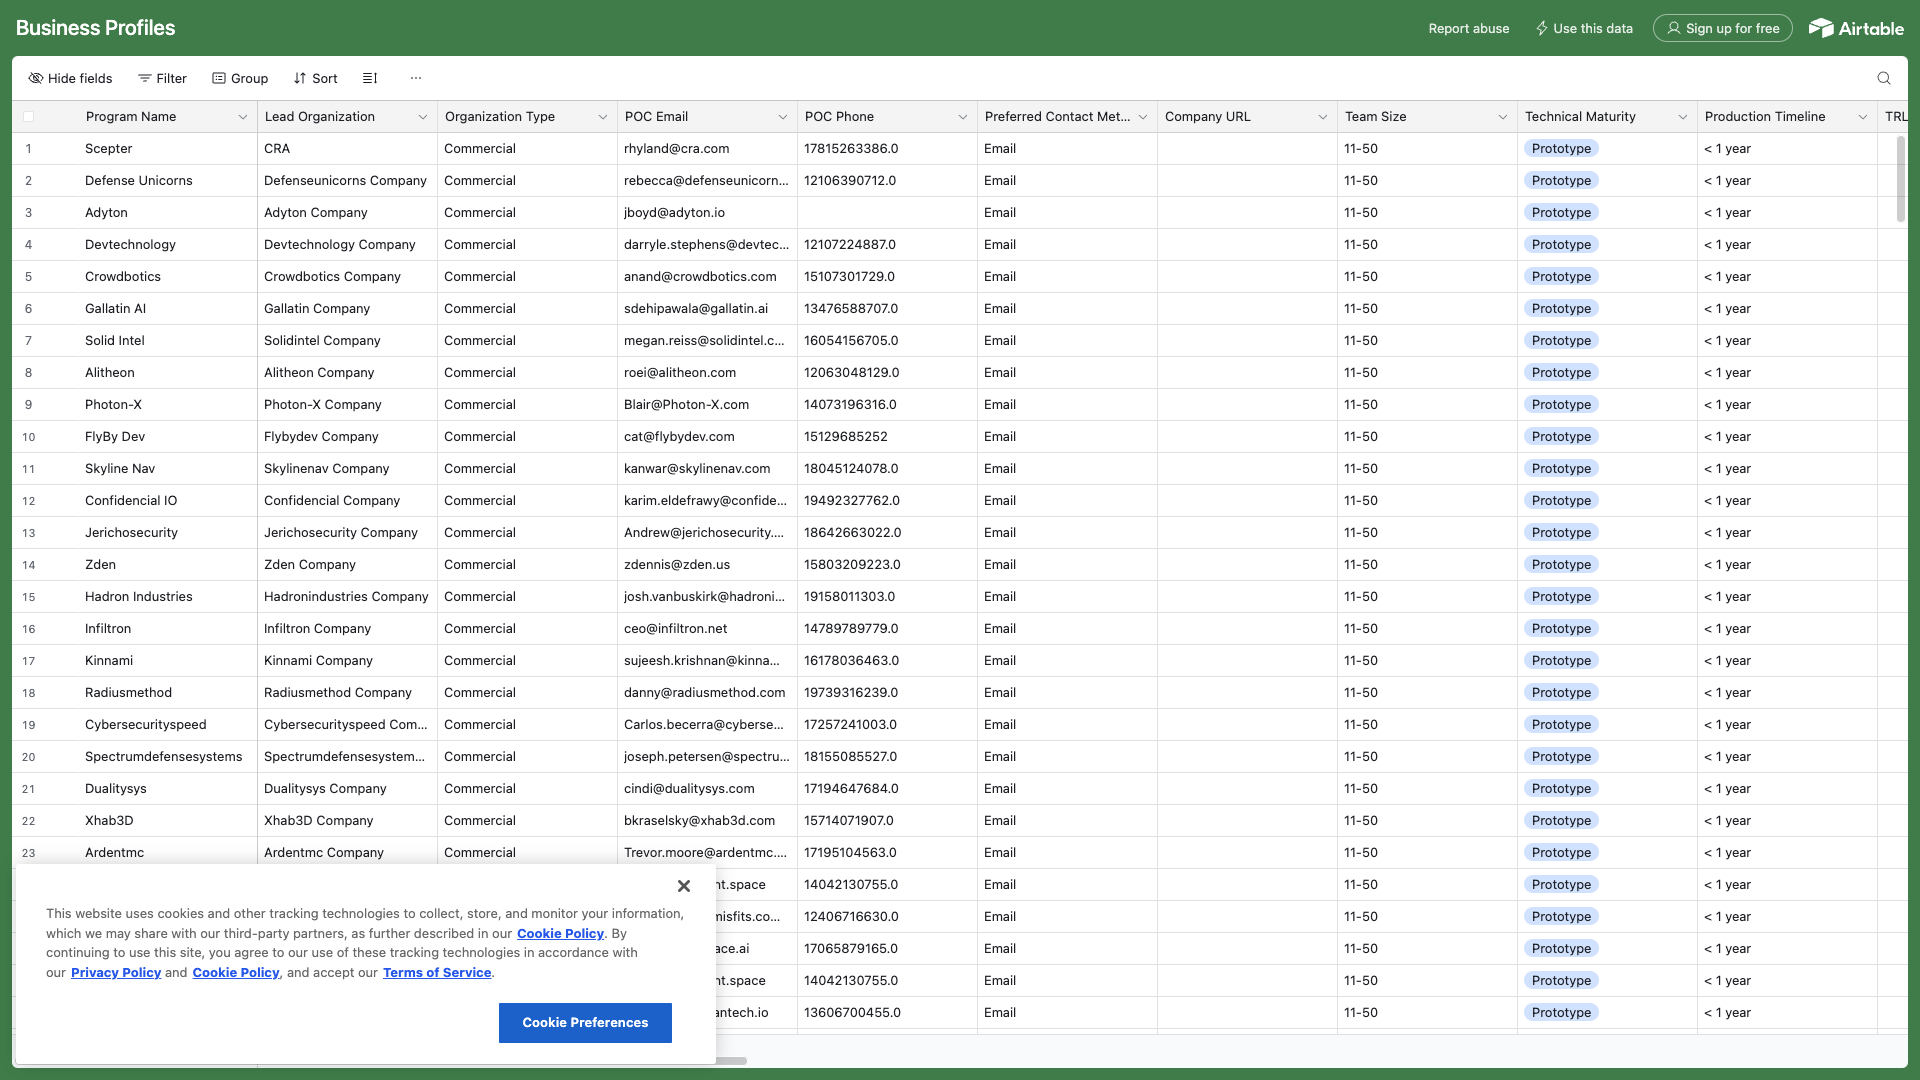 Business Profiles
Report abuse
Use this data
Sign up for free
Airtable
Hide fields Filter Group Sort ...
Program Name Lead Organization Organization Type POC Email POC Phone Preferred Contact Met... Company URL Team Size Technical Maturity Production Timeline TRL
1 Scepter CRA Commercial rhyland@cra.com 17815263386.0 Email 11-50 Prototype < 1 year
2 Defense Unicorns Defenseunicorns Company Commercial rebecca@defenseunicorn... 12106390712.0 Email 11-50 Prototype < 1 year
3 Adyton Adyton Company Commercial jboyd@adyton.io Email 11-50 Prototype < 1 year
4 Devtechnology Devtechnology Company Commercial darryle.stephens@devtec... 12107224887.0 Email 11-50 Prototype < 1 year
5 Crowdbotics Crowdbotics Company Commercial anand@crowdbotics.com 15107301729.0 Email 11-50 Prototype < 1 year
6 Gallatin AI Gallatin Company Commercial sdehipawala@gallatin.ai 13476588707.0 Email 11-50 Prototype < 1 year
7 Solid Intel Solidintel Company Commercial megan.reiss@solidintel.c... 16054156705.0 Email 11-50 Prototype < 1 year
8 Alitheon Alitheon Company Commercial roei@alitheon.com 12063048129.0 Email 11-50 Prototype < 1 year
9 Photon-X Photon-X Company Commercial Blair@Photon-X.com 14073196316.0 Email 11-50 Prototype < 1 year
10 FlyBy Dev Flybydev Company Commercial cat@flybydev.com 15129685252 Email 11-50 Prototype < 1 year
11 Skyline Nav Skylinenav Company Commercial kanwar@skylinenav.com 18045124078.0 Email 11-50 Prototype < 1 year
12 Confidencial IO Confidencial Company Commercial karim.eldefrawy@confide... 19492327762.0 Email 11-50 Prototype < 1 year
13 Jerichosecurity Jerichosecurity Company Commercial Andrew@jerichosecurity.... 18642663022.0 Email 11-50 Prototype < 1 year
14 Zden Zden Company Commercial zdennis@zden.us 15803209223.0 Email 11-50 Prototype < 1 year
15 Hadron Industries Hadronindustries Company Commercial josh.vanbuskirk@hadroni... 19158011303.0 Email 11-50 Prototype < 1 year
16 Infiltron Infiltron Company Commercial ceo@infiltron.net 14789789779.0 Email 11-50 Prototype < 1 year
17 Kinnami Kinnami Company Commercial sujeesh.krishnan@kinna... 16178036463.0 Email 11-50 Prototype < 1 year
18 Radiusmethod Radiusmethod Company Commercial danny@radiusmethod.com 19739316239.0 Email 11-50 Prototype < 1 year
19 Cybersecurityspeed Cybersecurityspeed Com... Commercial Carlos.becerra@cyberse... 17257241003.0 Email 11-50 Prototype < 1 year
20 Spectrumdefensesystems Spectrumdefensesystem... Commercial joseph.petersen@spectru... 18155085527.0 Email 11-50 Prototype < 1 year
21 Dualitysys Dualitysys Company Commercial cindi@dualitysys.com 17194647684.0 Email 11-50 Prototype < 1 year
22 Xhab3D Xhab3D Company Commercial bkraselsky@xhab3d.com 15714071907.0 Email 11-50 Prototype < 1 year
23 Ardentmc Ardentmc Company Commercial Trevor.moore@ardentmc.... 17195104563.0 Email 11-50 Prototype < 1 year
nt.space 14042130755.0 Email 11-50 Prototype < 1 year
misfits.co... 12406716630.0 Email 11-50 Prototype < 1 year
ace.ai 17065879165.0 Email 11-50 Prototype < 1 year
nt.space 14042130755.0 Email 11-50 Prototype < 1 year
antech.io 13606700455.0 Email 11-50 Prototype < 1 year
This website uses cookies and other tracking technologies to collect, store, and monitor your information,
which we may share with our third-party partners, as further described in our Cookie Policy. By
continuing to use this site, you agree to our use of these tracking technologies in accordance with
our Privacy Policy and Cookie Policy, and accept our Terms of Service.
Cookie Preferences